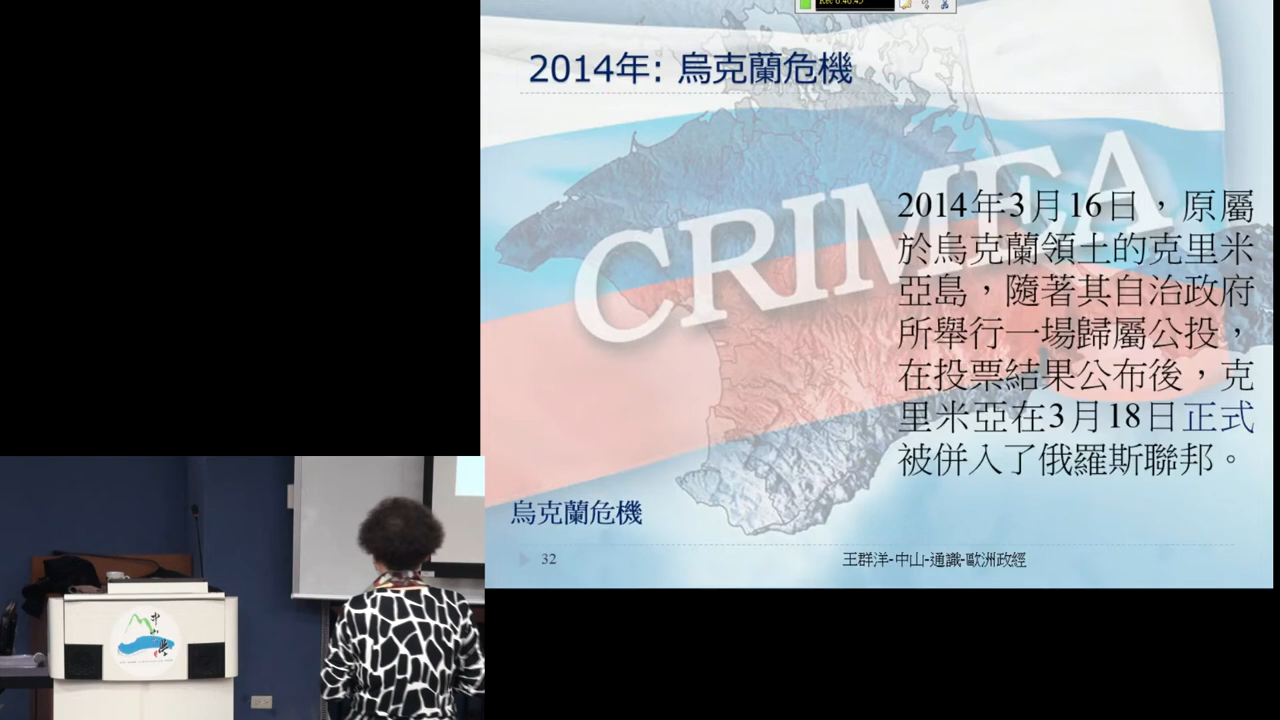 2014年: 烏克蘭危機
CRIMEA
2014年3月16日，原屬
於烏克蘭領土的克里米
亞島，隨著其自治政府
所舉行一場歸屬公投，
在投票結果公布後，克
里米亞在3月18日正式
被併入了俄羅斯聯邦。
烏克蘭危機
32
王群洋-中山-通識-歐洲政經